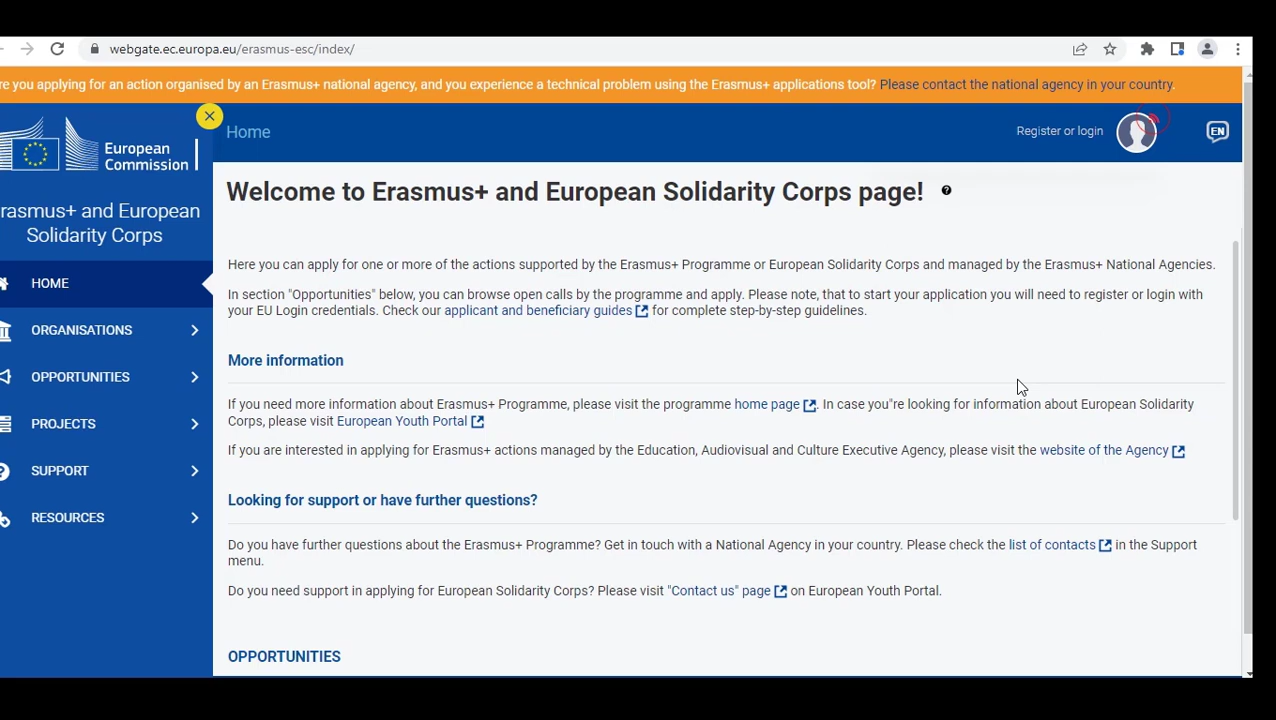 webgate.ec.europa.eu/erasmus-esc/index/
re you applying for an action organised by an Erasmus+ national agency, and you experience a technical problem using the Erasmus+ applications tool? Please contact the national agency in your country.
European
Commission
Home
Register or login
EN
rasmus+ and European
Solidarity Corps
HOME
ORGANISATIONS
OPPORTUNITIES
PROJECTS
SUPPORT
RESOURCES
Welcome to Erasmus+ and European Solidarity Corps page!
Here you can apply for one or more of the actions supported by the Erasmus+ Programme or European Solidarity Corps and managed by the Erasmus+ National Agencies.
In section "Opportunities" below, you can browse open calls by the programme and apply. Please note, that to start your application you will need to register or login with
your EU Login credentials. Check our applicant and beneficiary guides for complete step-by-step guidelines.
More information
If you need more information about Erasmus+ Programme, please visit the programme home page . In case you"re looking for information about European Solidarity
Corps, please visit European Youth Portal
If you are interested in applying for Erasmus+ actions managed by the Education, Audiovisual and Culture Executive Agency, please visit the website of the Agency
Looking for support or have further questions?
Do you have further questions about the Erasmus+ Programme? Get in touch with a National Agency in your country. Please check the list of contacts in the Support
menu.
Do you need support in applying for European Solidarity Corps? Please visit "Contact us" page on European Youth Portal.
OPPORTUNITIES